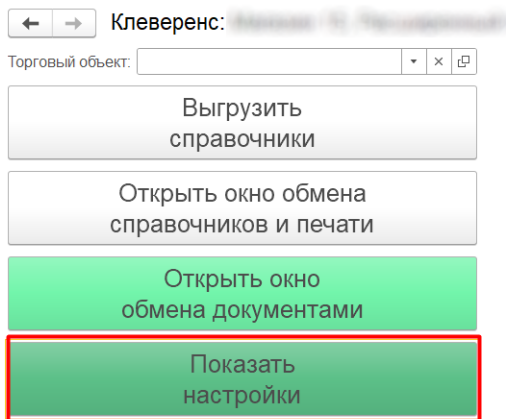 Клеверенс:
Торговый объект:
Выгрузить
справочники
Открыть окно обмена
справочников и печати
Открыть окно
обмена документами
Показать
настройки